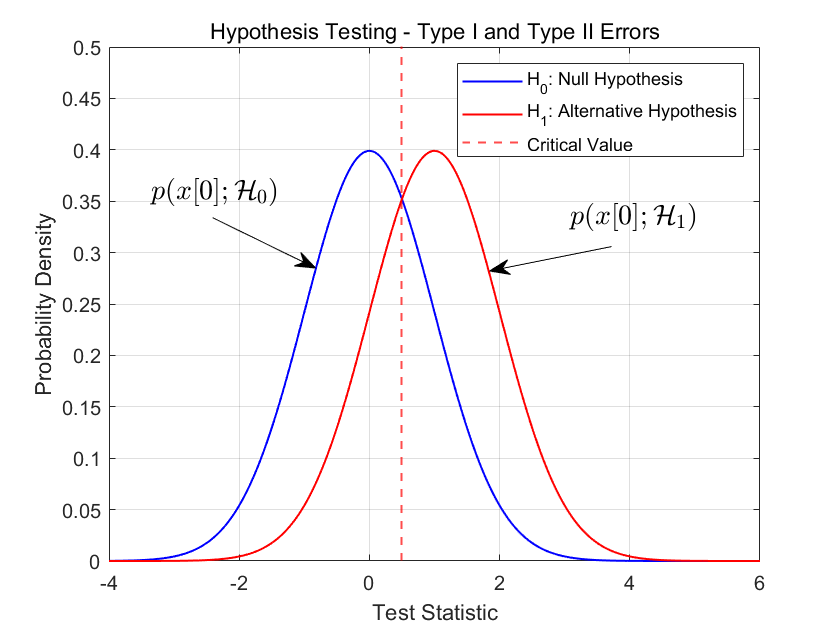 Hypothesis Testing - Type I and Type II Errors
0.5
0.45
0.4
0.35
0.3
0.25
0.2
0.15
0.1
0.05
0
Probability Density
H₀: Null Hypothesis
H₁: Alternative Hypothesis
Critical Value
p(x[0]; ℋ₀)
p(x[0]; ℋ₁)
-4
-2
0
2
4
6
Test Statistic